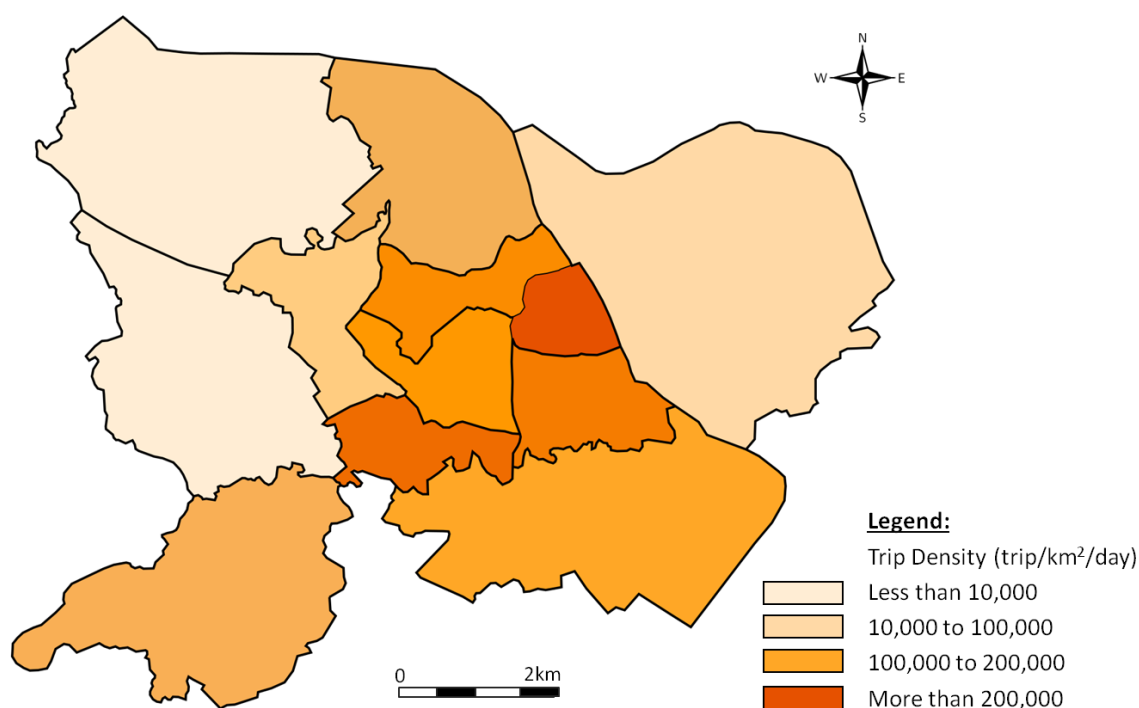 N
W E
S
Legend:
Trip Density (trip/km²/day)
Less than 10,000
10,000 to 100,000
100,000 to 200,000
More than 200,000
0 2km